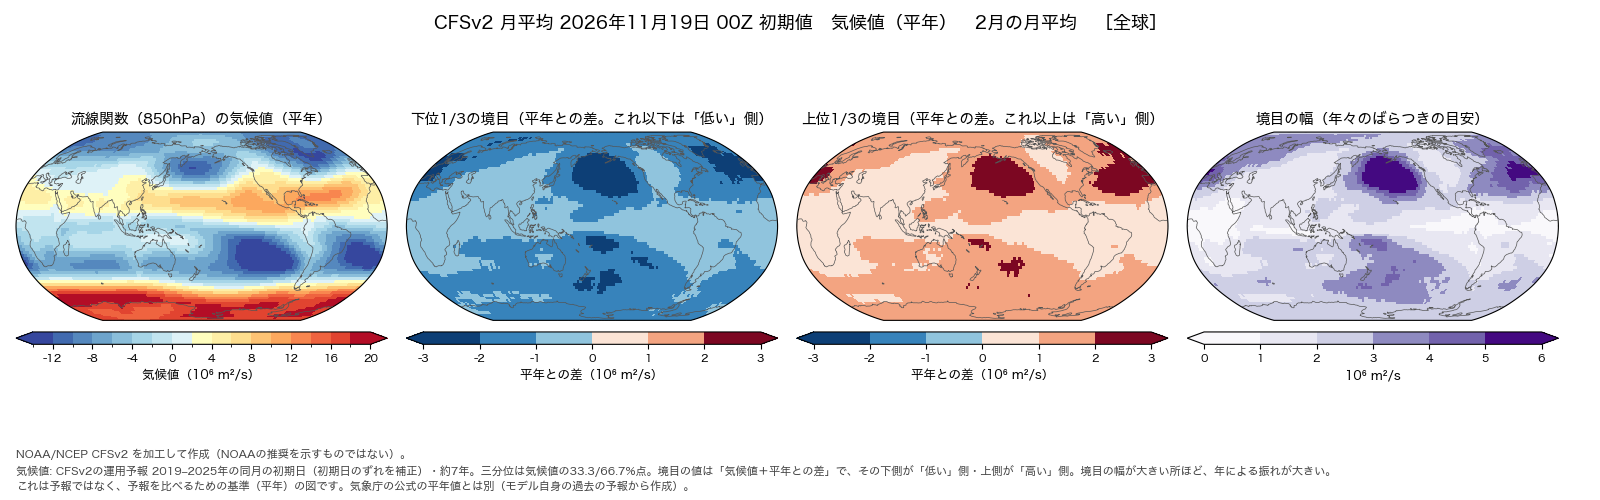 CFSv2 月平均 2026年11月19日 00Z 初期値　気候値（平年）　2月の月平均　［全球］
流線関数（850hPa）の気候値（平年）
下位1/3の境目（平年との差。これ以下は「低い」側）
上位1/3の境目（平年との差。これ以上は「高い」側）
境目の幅（年々のばらつきの目安）
-12 -8 -4 0 4 8 12 16 20
-3 -2 -1 0 1 2 3
-3 -2 -1 0 1 2 3
0 1 2 3 4 5 6
気候値（10⁶ m²/s）
平年との差（10⁶ m²/s）
平年との差（10⁶ m²/s）
10⁶ m²/s
NOAA/NCEP CFSv2 を加工して作成（NOAAの推奨を示すものではない）。
気候値: CFSv2の運用予報 2019–2025年の同月の初期日（初期日のずれを補正）・約7年。三分位は気候値の33.3/66.7%点。境目の値は「気候値＋平年との差」で、その下側が「低い」側・上側が「高い」側。境目の幅が大きい所ほど、年による振れが大きい。
これは予報ではなく、予報を比べるための基準（平年）の図です。気象庁の公式の平年値とは別（モデル自身の過去の予報から作成）。